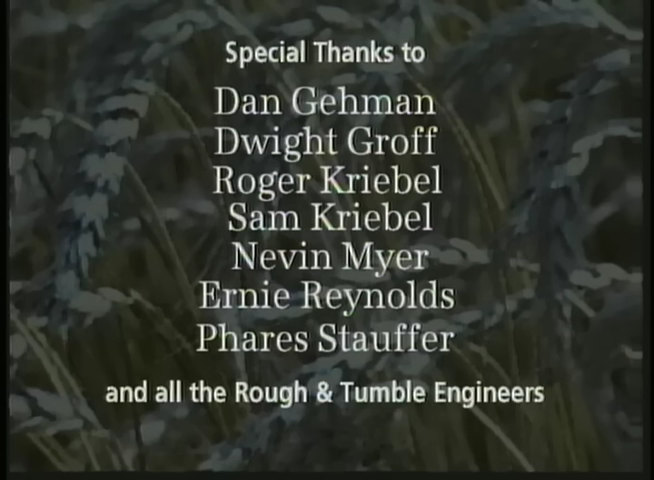 Special Thanks to
Dan Gehman
Dwight Groff
Roger Kriebel
Sam Kriebel
Nevin Myer
Ernie Reynolds
Phares Stauffer
and all the Rough & Tumble Engineers